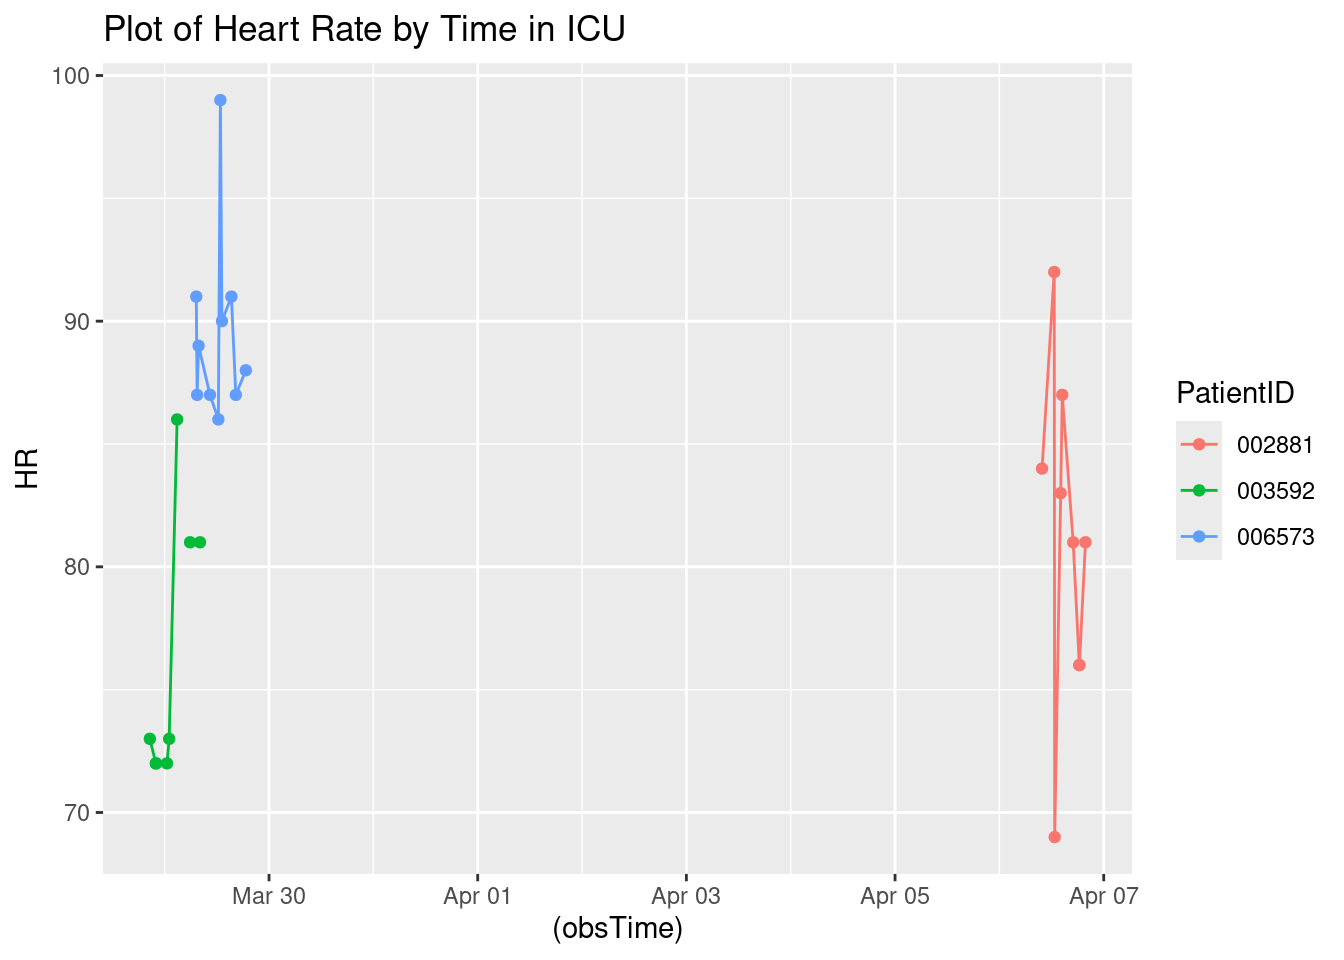 Plot of Heart Rate by Time in ICU
100
90
80
70
HR
Mar 30
Apr 01
Apr 03
Apr 05
Apr 07
(obsTime)
PatientID
002881
003592
006573